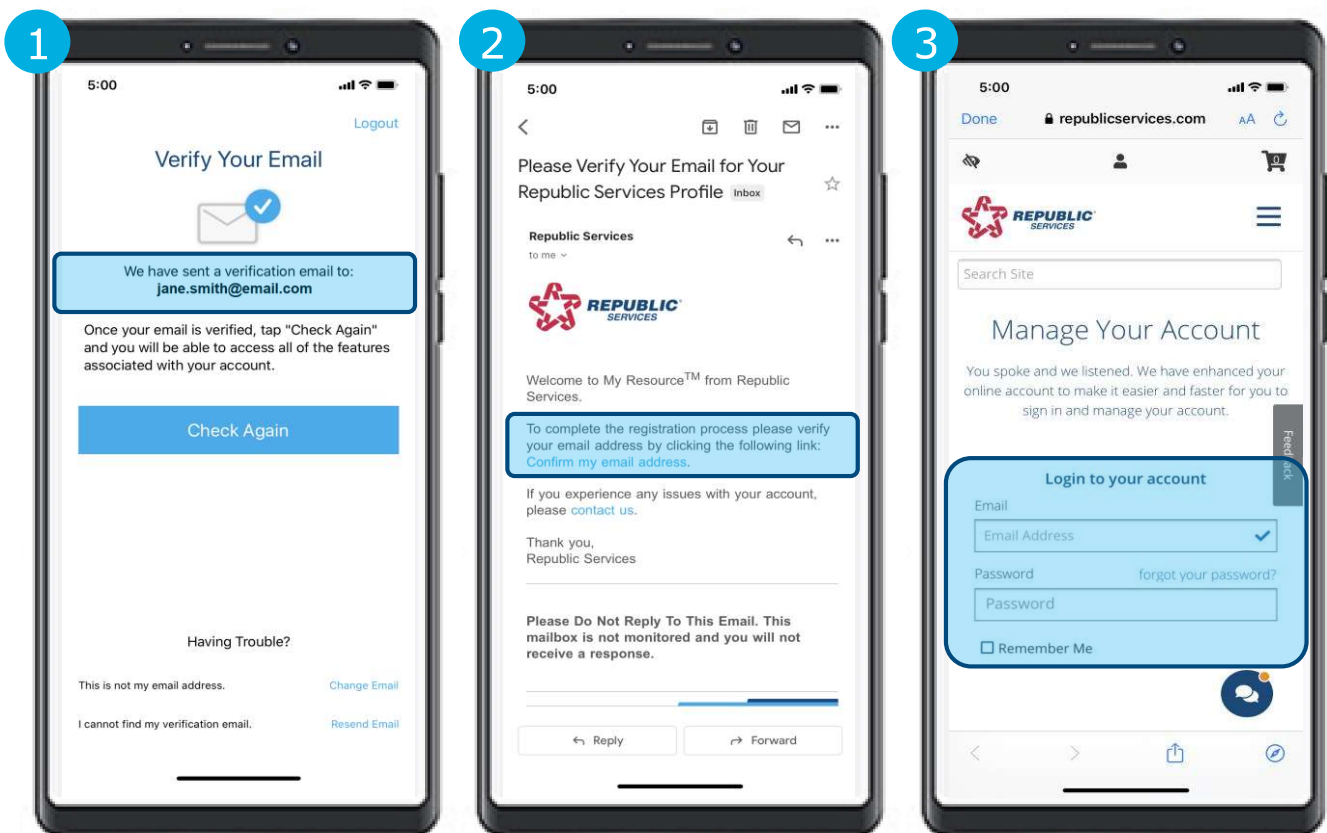 1
5:00
Logout
Verify Your Email
We have sent a verification email to:
jane.smith@email.com
Once your email is verified, tap "Check Again"
and you will be able to access all of the features
associated with your account.
Check Again
Having Trouble?
This is not my email address. Change Email
I cannot find my verification email. Resend Email
2
5:00
Please Verify Your Email for Your
Republic Services Profile Inbox
Republic Services
to me
REPUBLIC
SERVICES
Welcome to My Resource™ from Republic
Services.
To complete the registration process please verify
your email address by clicking the following link:
Confirm my email address.
If you experience any issues with your account,
please contact us.
Thank you,
Republic Services
Please Do Not Reply To This Email. This
mailbox is not monitored and you will not
receive a response.
Reply Forward
3
5:00
Done republicservices.com AA
0
REPUBLIC
SERVICES
Search Site
Manage Your Account
You spoke and we listened. We have enhanced your
online account to make it easier and faster for you to
sign in and manage your account.
Feedback
Login to your account
Email
Email Address
Password forgot your password?
Password
Remember Me